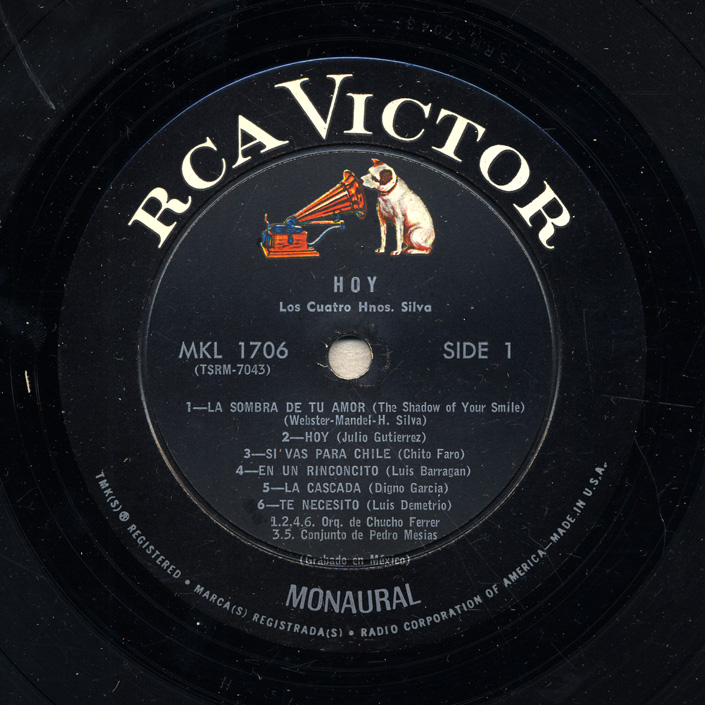 RCA VICTOR
HOY
Los Cuatro Hnos. Silva
MKL 1706
(TSRM-7043)
SIDE 1
1—LA SOMBRA DE TU AMOR (The Shadow of Your Smile)
(Webster-Mandel-H. Silva)
2—HOY (Julio Gutierrez)
3—SI VAS PARA CHILE (Chito Faro)
4—EN UN RINCONCITO (Luis Barragan)
5—LA CASCADA (Digno Garcia)
6—TE NECESITO (Luis Demetrio)
1.2.4.6. Orq. de Chucho Ferrer
3.5. Conjunto de Pedro Mesias
(Grabado en México)
MONAURAL
TMK(S) ® REGISTERED • MARCA(S) REGISTRADA(S) • RADIO CORPORATION OF AMERICA—MADE IN U.S.A.